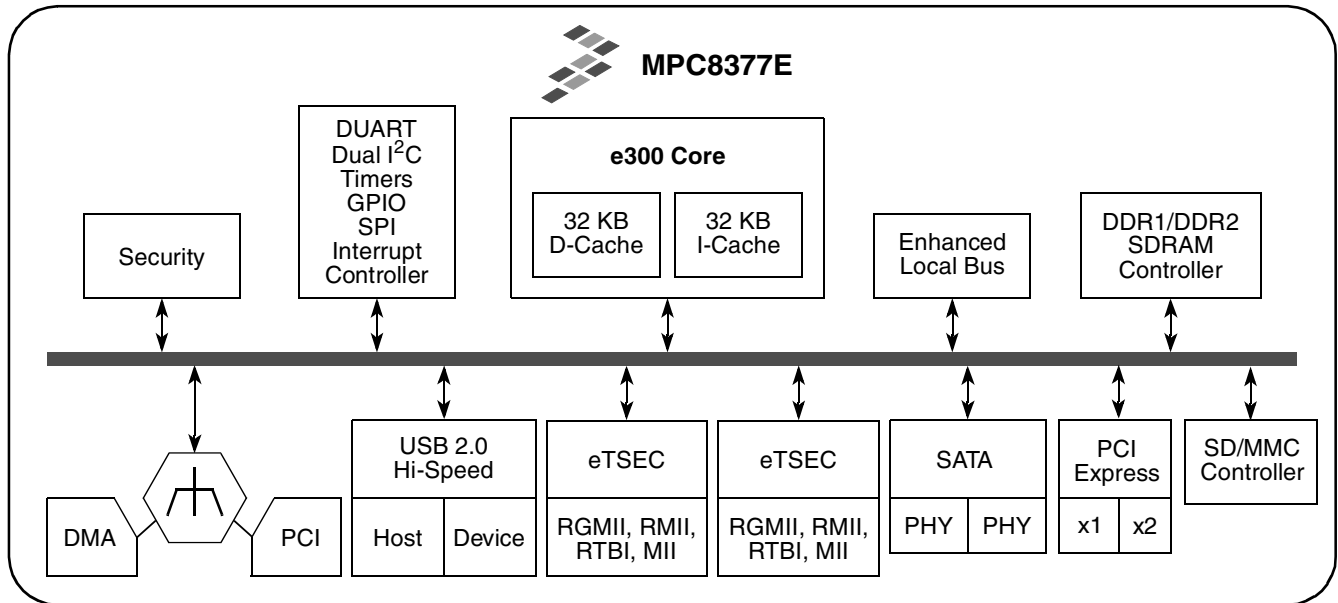 MPC8377E
DUART
Dual I²C
Timers
GPIO
SPI
Interrupt
Controller
e300 Core
32 KB
D-Cache
32 KB
I-Cache
Security
Enhanced
Local Bus
DDR1/DDR2
SDRAM
Controller
DMA
PCI
USB 2.0
Hi-Speed
Host
Device
eTSEC
RGMII, RMII,
RTBI, MII
eTSEC
RGMII, RMII,
RTBI, MII
SATA
PHY
PHY
PCI
Express
x1
x2
SD/MMC
Controller